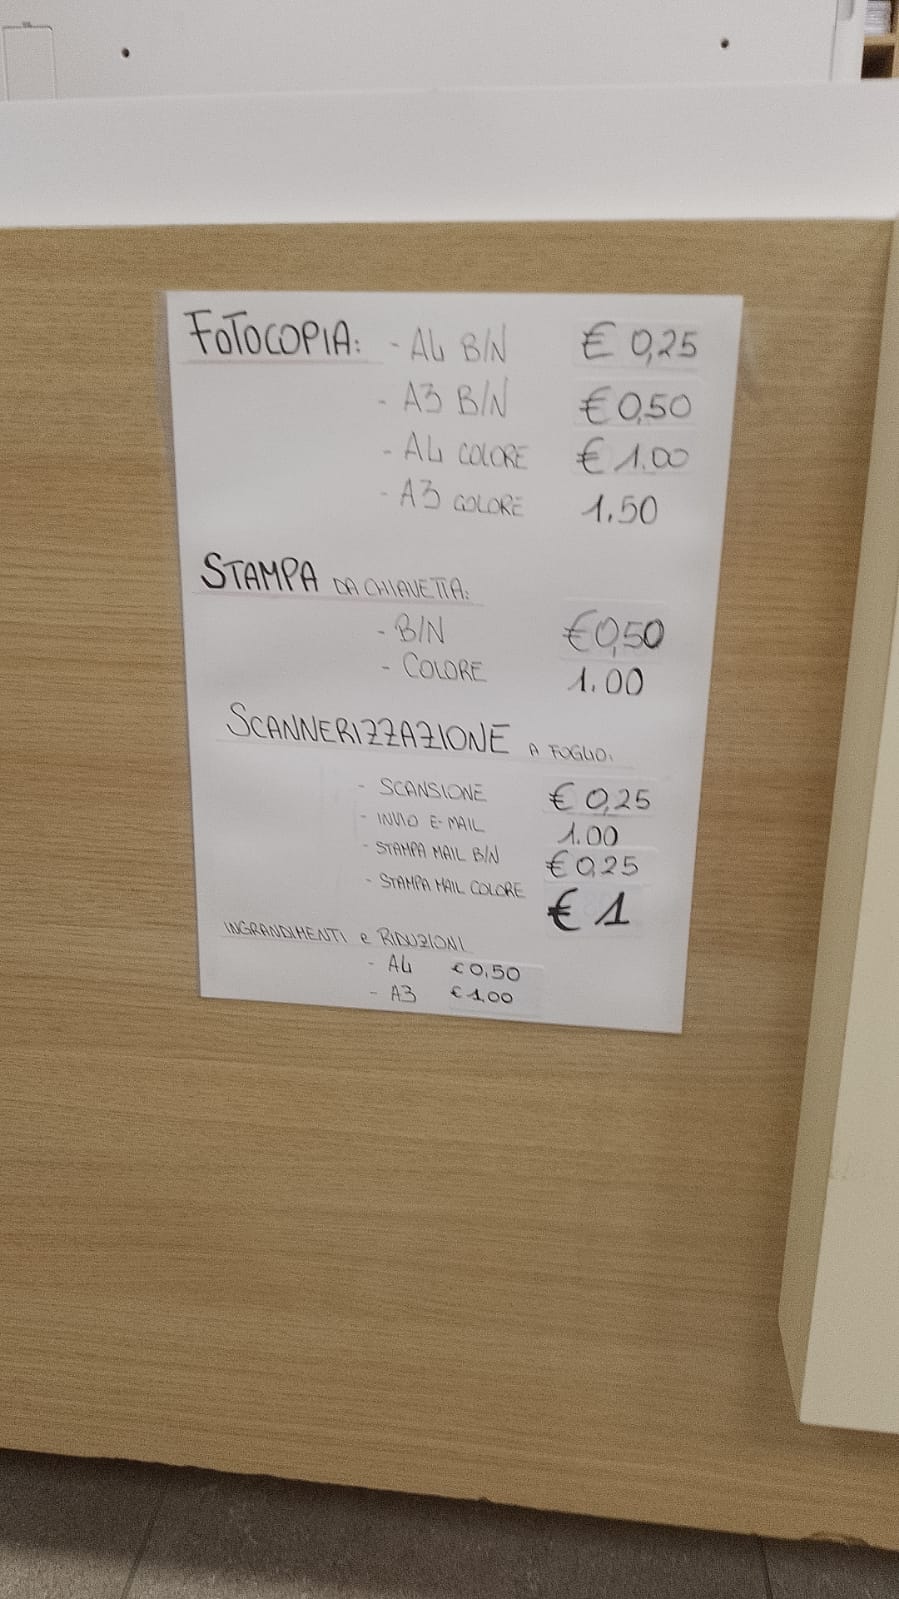 FOTOCOPIA: - A4 B/N € 0,25
- A3 B/N € 0,50
- A4 COLORE € 1.00
- A3 COLORE 1.50
STAMPA DA CHIAVETTA:
- B/N € 0,50
- COLORE 1.00
SCANNERIZZAZIONE A FOGLIO:
- SCANSIONE € 0,25
- INVIO E-MAIL 1.00
- STAMPA MAIL B/N € 0,25
- STAMPA MAIL COLORE € 1
INGRANDIMENTI e RIDUZIONI
- A4 € 0,50
- A3 € 1,00